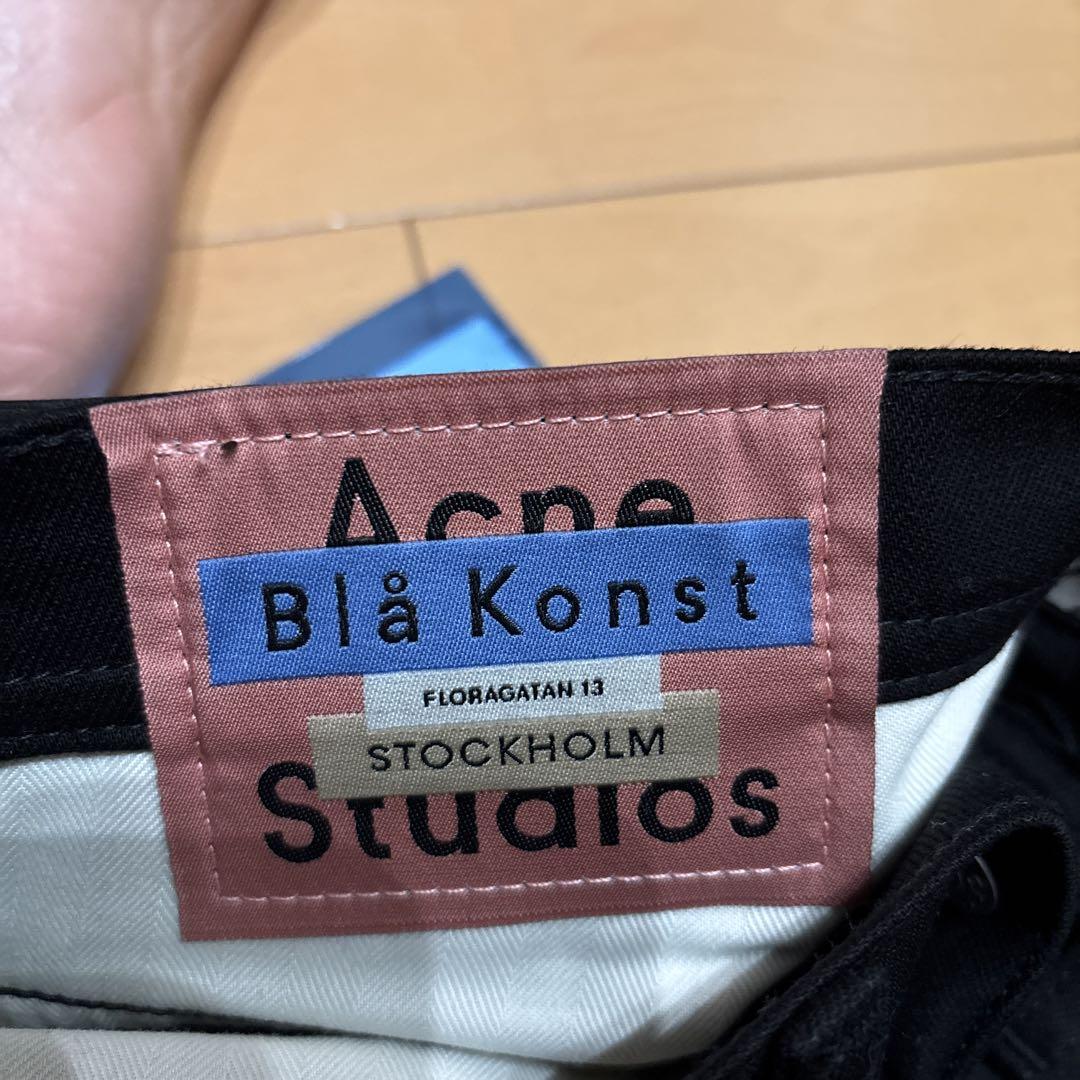 Acne
Blå Konst
FLORAGATAN 13
STOCKHOLM
Studios